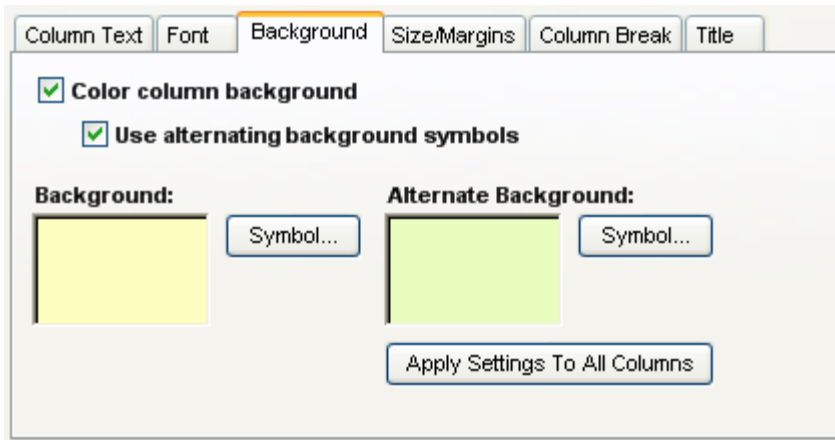 Column Text Font Background Size/Margins Column Break Title
Color column background
Use alternating background symbols
Background: Alternate Background:
Symbol... Symbol...
Apply Settings To All Columns